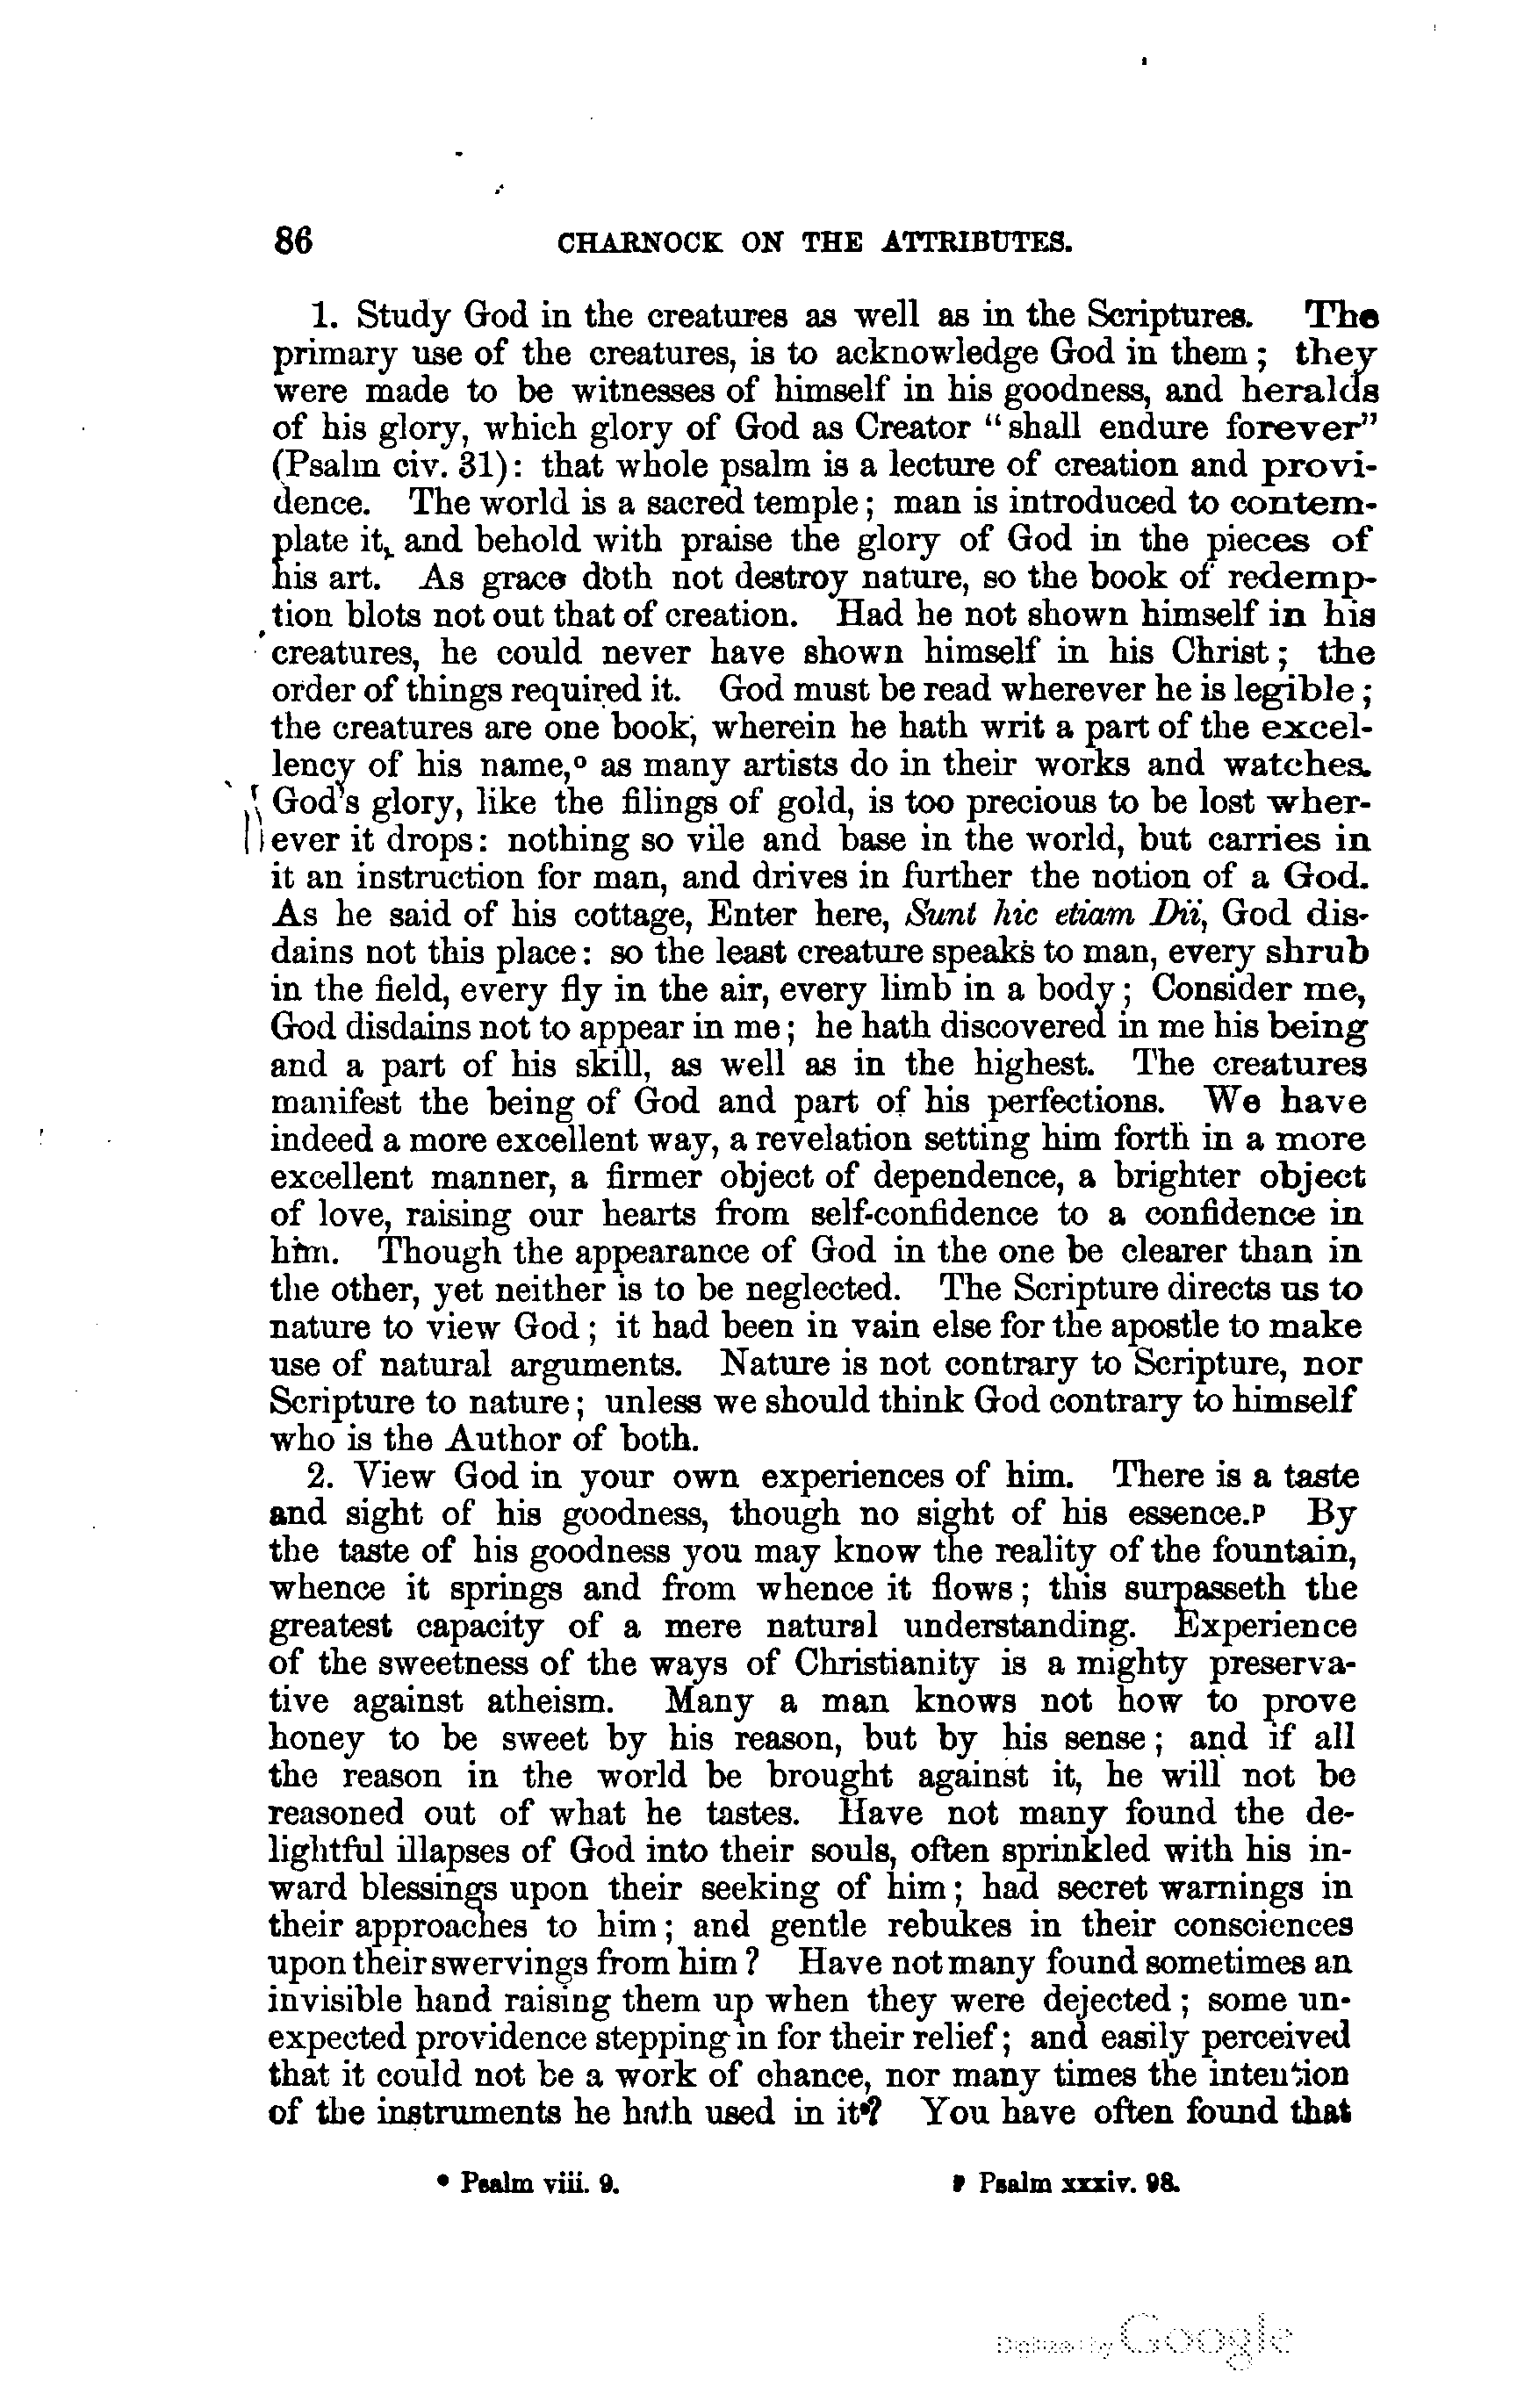 86 CHARNOCK ON THE ATTRIBUTES.
1. Study God in the creatures as well as in the Scriptures. The
primary use of the creatures, is to acknowledge God in them; they
were made to be witnesses of himself in his goodness, and heralds
of his glory, which glory of God as Creator "shall endure forever"
(Psalm civ. 31): that whole psalm is a lecture of creation and provi-
dence. The world is a sacred temple; man is introduced to contem-
plate it, and behold with praise the glory of God in the pieces of
his art. As grace doth not destroy nature, so the book of redemp-
tion blots not out that of creation. Had he not shown himself in his
creatures, he could never have shown himself in his Christ; the
order of things required it. God must be read wherever he is legible;
the creatures are one book, wherein he hath writ a part of the excel-
lency of his name,º as many artists do in their works and watches.
God's glory, like the filings of gold, is too precious to be lost wher-
ever it drops: nothing so vile and base in the world, but carries in
it an instruction for man, and drives in further the notion of a God.
As he said of his cottage, Enter here, Sunt hic etiam Dii, God dis-
dains not this place: so the least creature speaks to man, every shrub
in the field, every fly in the air, every limb in a body; Consider me,
God disdains not to appear in me; he hath discovered in me his being
and a part of his skill, as well as in the highest. The creatures
manifest the being of God and part of his perfections. We have
indeed a more excellent way, a revelation setting him forth in a more
excellent manner, a firmer object of dependence, a brighter object
of love, raising our hearts from self-confidence to a confidence in
him. Though the appearance of God in the one be clearer than in
the other, yet neither is to be neglected. The Scripture directs us to
nature to view God; it had been in vain else for the apostle to make
use of natural arguments. Nature is not contrary to Scripture, nor
Scripture to nature; unless we should think God contrary to himself
who is the Author of both.
2. View God in your own experiences of him. There is a taste
and sight of his goodness, though no sight of his essence.p By
the taste of his goodness you may know the reality of the fountain,
whence it springs and from whence it flows; this surpasseth the
greatest capacity of a mere natural understanding. Experience
of the sweetness of the ways of Christianity is a mighty preserva-
tive against atheism. Many a man knows not how to prove
honey to be sweet by his reason, but by his sense; and if all
the reason in the world be brought against it, he will not be
reasoned out of what he tastes. Have not many found the de-
lightful illapses of God into their souls, often sprinkled with his in-
ward blessings upon their seeking of him; had secret warnings in
their approaches to him; and gentle rebukes in their consciences
upon their swervings from him? Have not many found sometimes an
invisible hand raising them up when they were dejected; some un-
expected providence stepping in for their relief; and easily perceived
that it could not be a work of chance, nor many times the intention
of the instruments he hath used in it? You have often found that
º Psalm viii. 9. p Psalm xxxiv. 98.
Digitized by Google